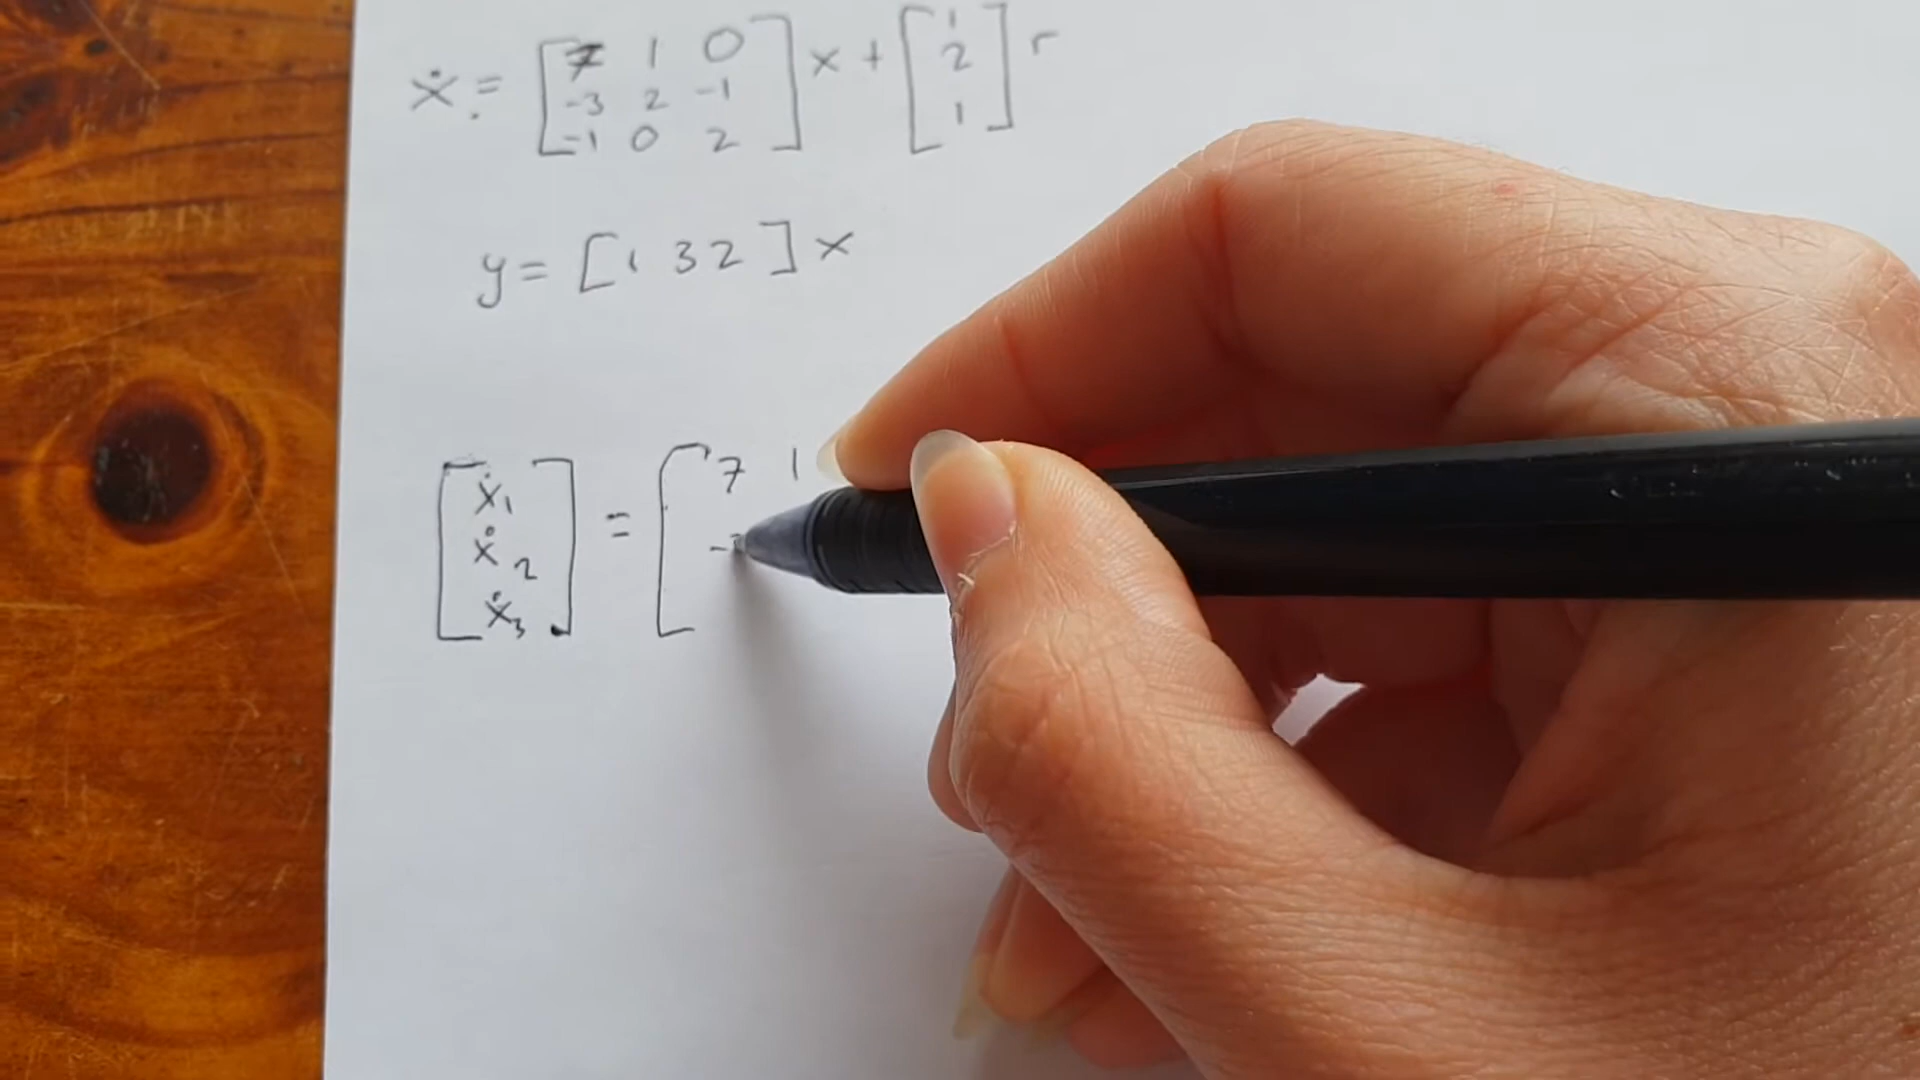 ẋ = [7 1 0] x + [1] r
[-3 2 -1] [2]
[-1 0 2] [1]
y = [1 3 2] x
[ẋ1] = [7 1
[ẋ2] -
[ẋ3]